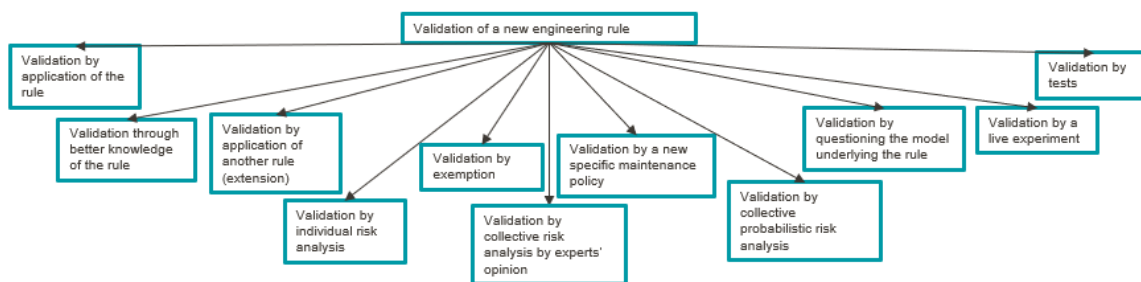 Validation of a new engineering rule
Validation by
application of the
rule
Validation through
better knowledge
of the rule
Validation by
application of
another rule
(extension)
Validation by
individual risk
analysis
Validation by
exemption
Validation by
collective risk
analysis by experts'
opinion
Validation by a new
specific maintenance
policy
Validation by
collective
probabilistic risk
analysis
Validation by
questioning the model
underlying the rule
Validation by a
live experiment
Validation by
tests